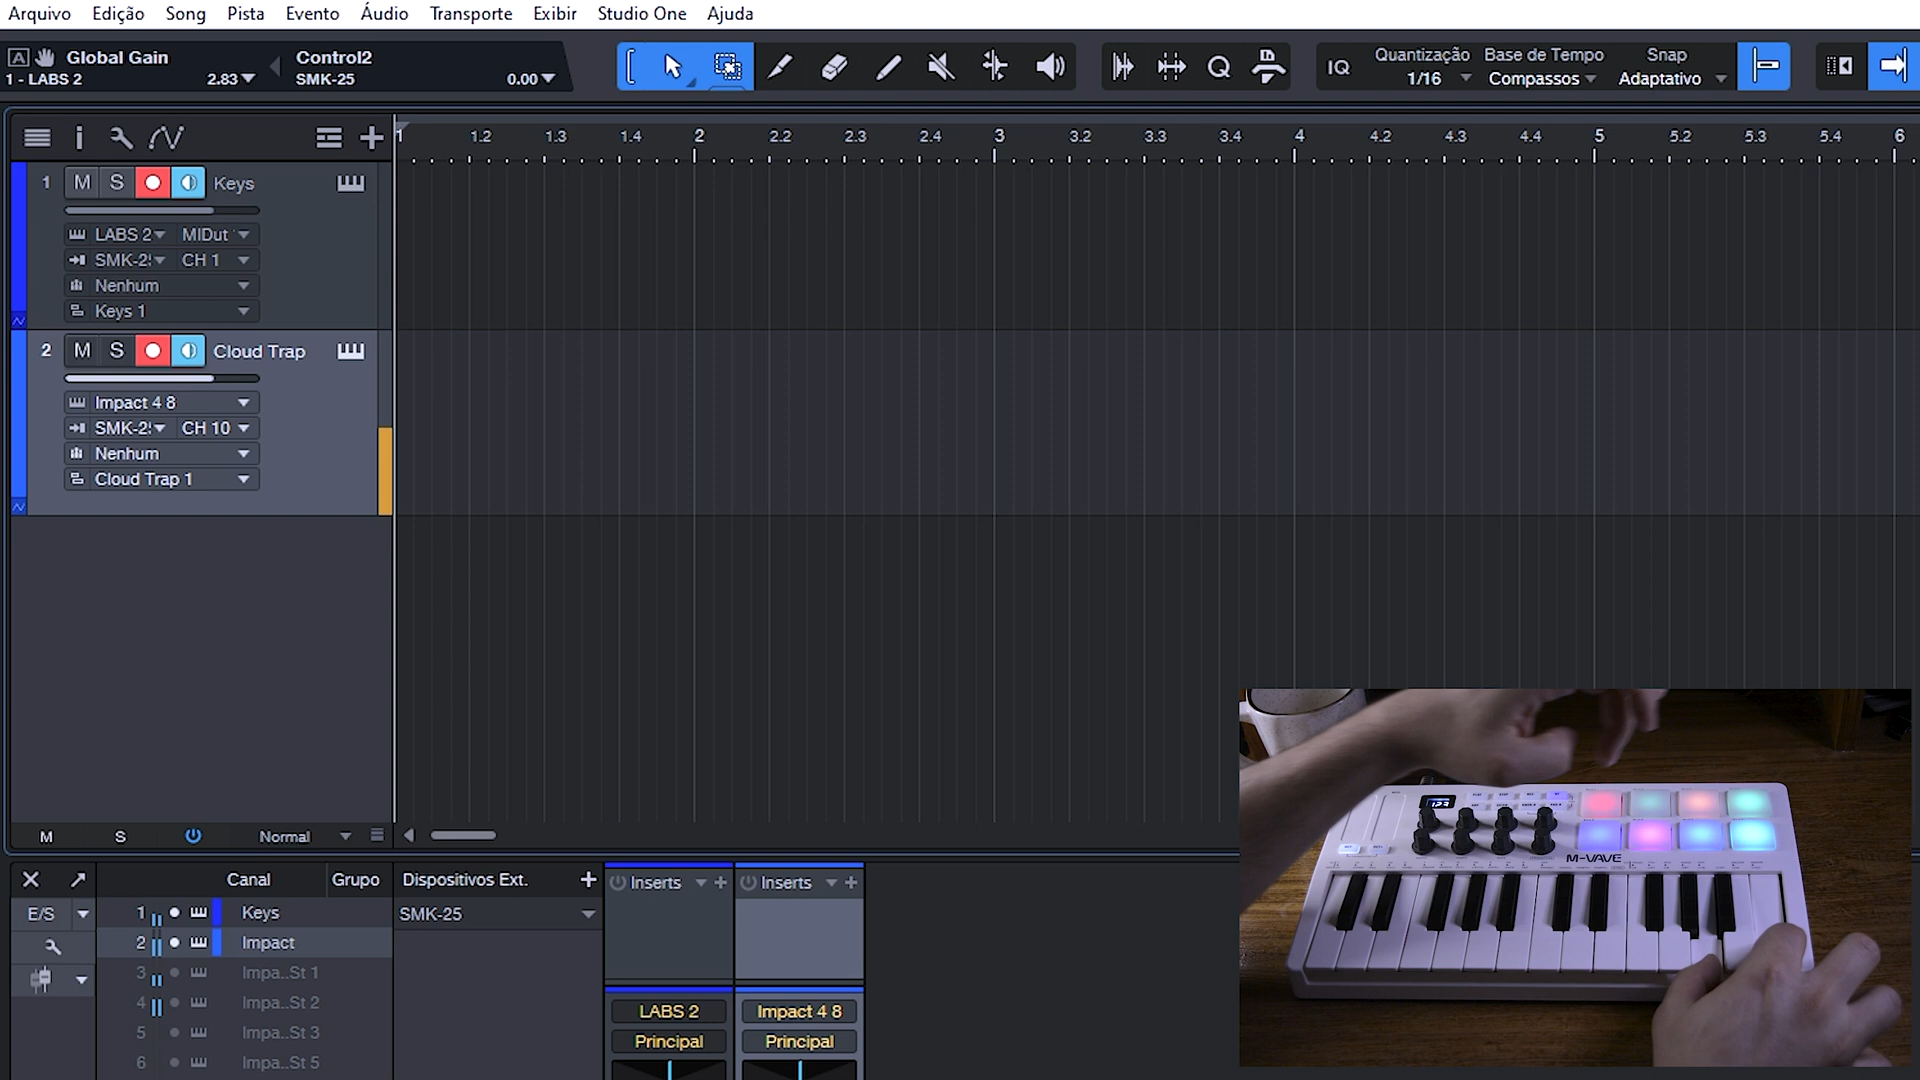 Arquivo Edição Song Pista Evento Áudio Transporte Exibir Studio One Ajuda
A Global Gain Control2
1 - LABS 2 2.83 SMK-25 0.00
IQ Quantização Base de Tempo Snap
1/16 Compassos Adaptativo
1 1.2 1.3 1.4 2 2.2 2.3 2.4 3 3.2 3.3 3.4 4 4.2 4.3 4.4 5 5.2 5.3 5.4 6
1 M S Keys
LABS 2 MIDut
SMK-2 CH 1
Nenhum
Keys 1
2 M S Cloud Trap
Impact 4 8
SMK-2 CH 10
Nenhum
Cloud Trap 1
M S Normal
Canal Grupo Dispositivos Ext. Inserts Inserts
E/S 1 Keys SMK-25
2 Impact
3 Impa..St 1
4 Impa..St 2
5 Impa..St 3
6 Impa..St 5
LABS 2 Impact 4 8
Principal Principal
M-VAVE